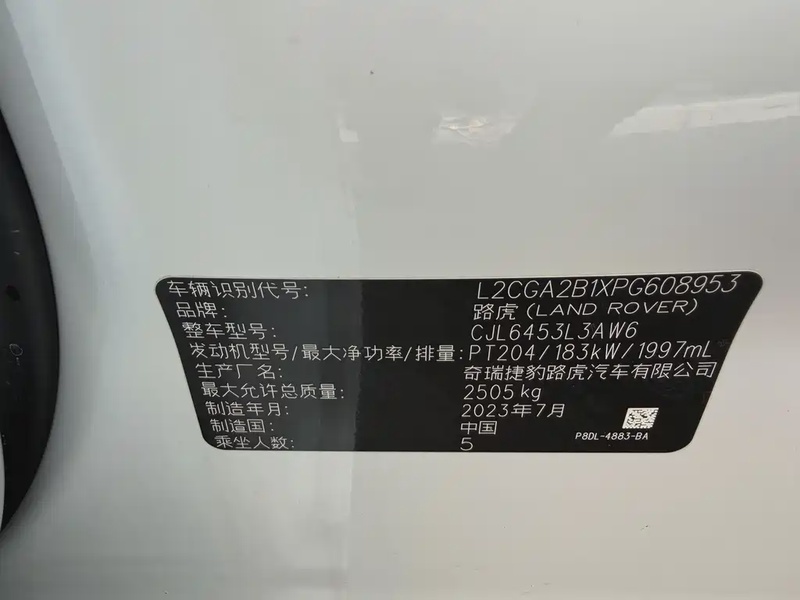 车辆识别代号: L2CGA2B1XPG608953
品牌: 路虎(LAND ROVER)
整车型号: CJL6453L3AW6
发动机型号/最大净功率/排量: PT204/183kW/1997mL
生产厂名: 奇瑞捷豹路虎汽车有限公司
最大允许总质量: 2505kg
制造年月: 2023年7月
制造国: 中国
乘坐人数: 5
P8DL-4883-BA